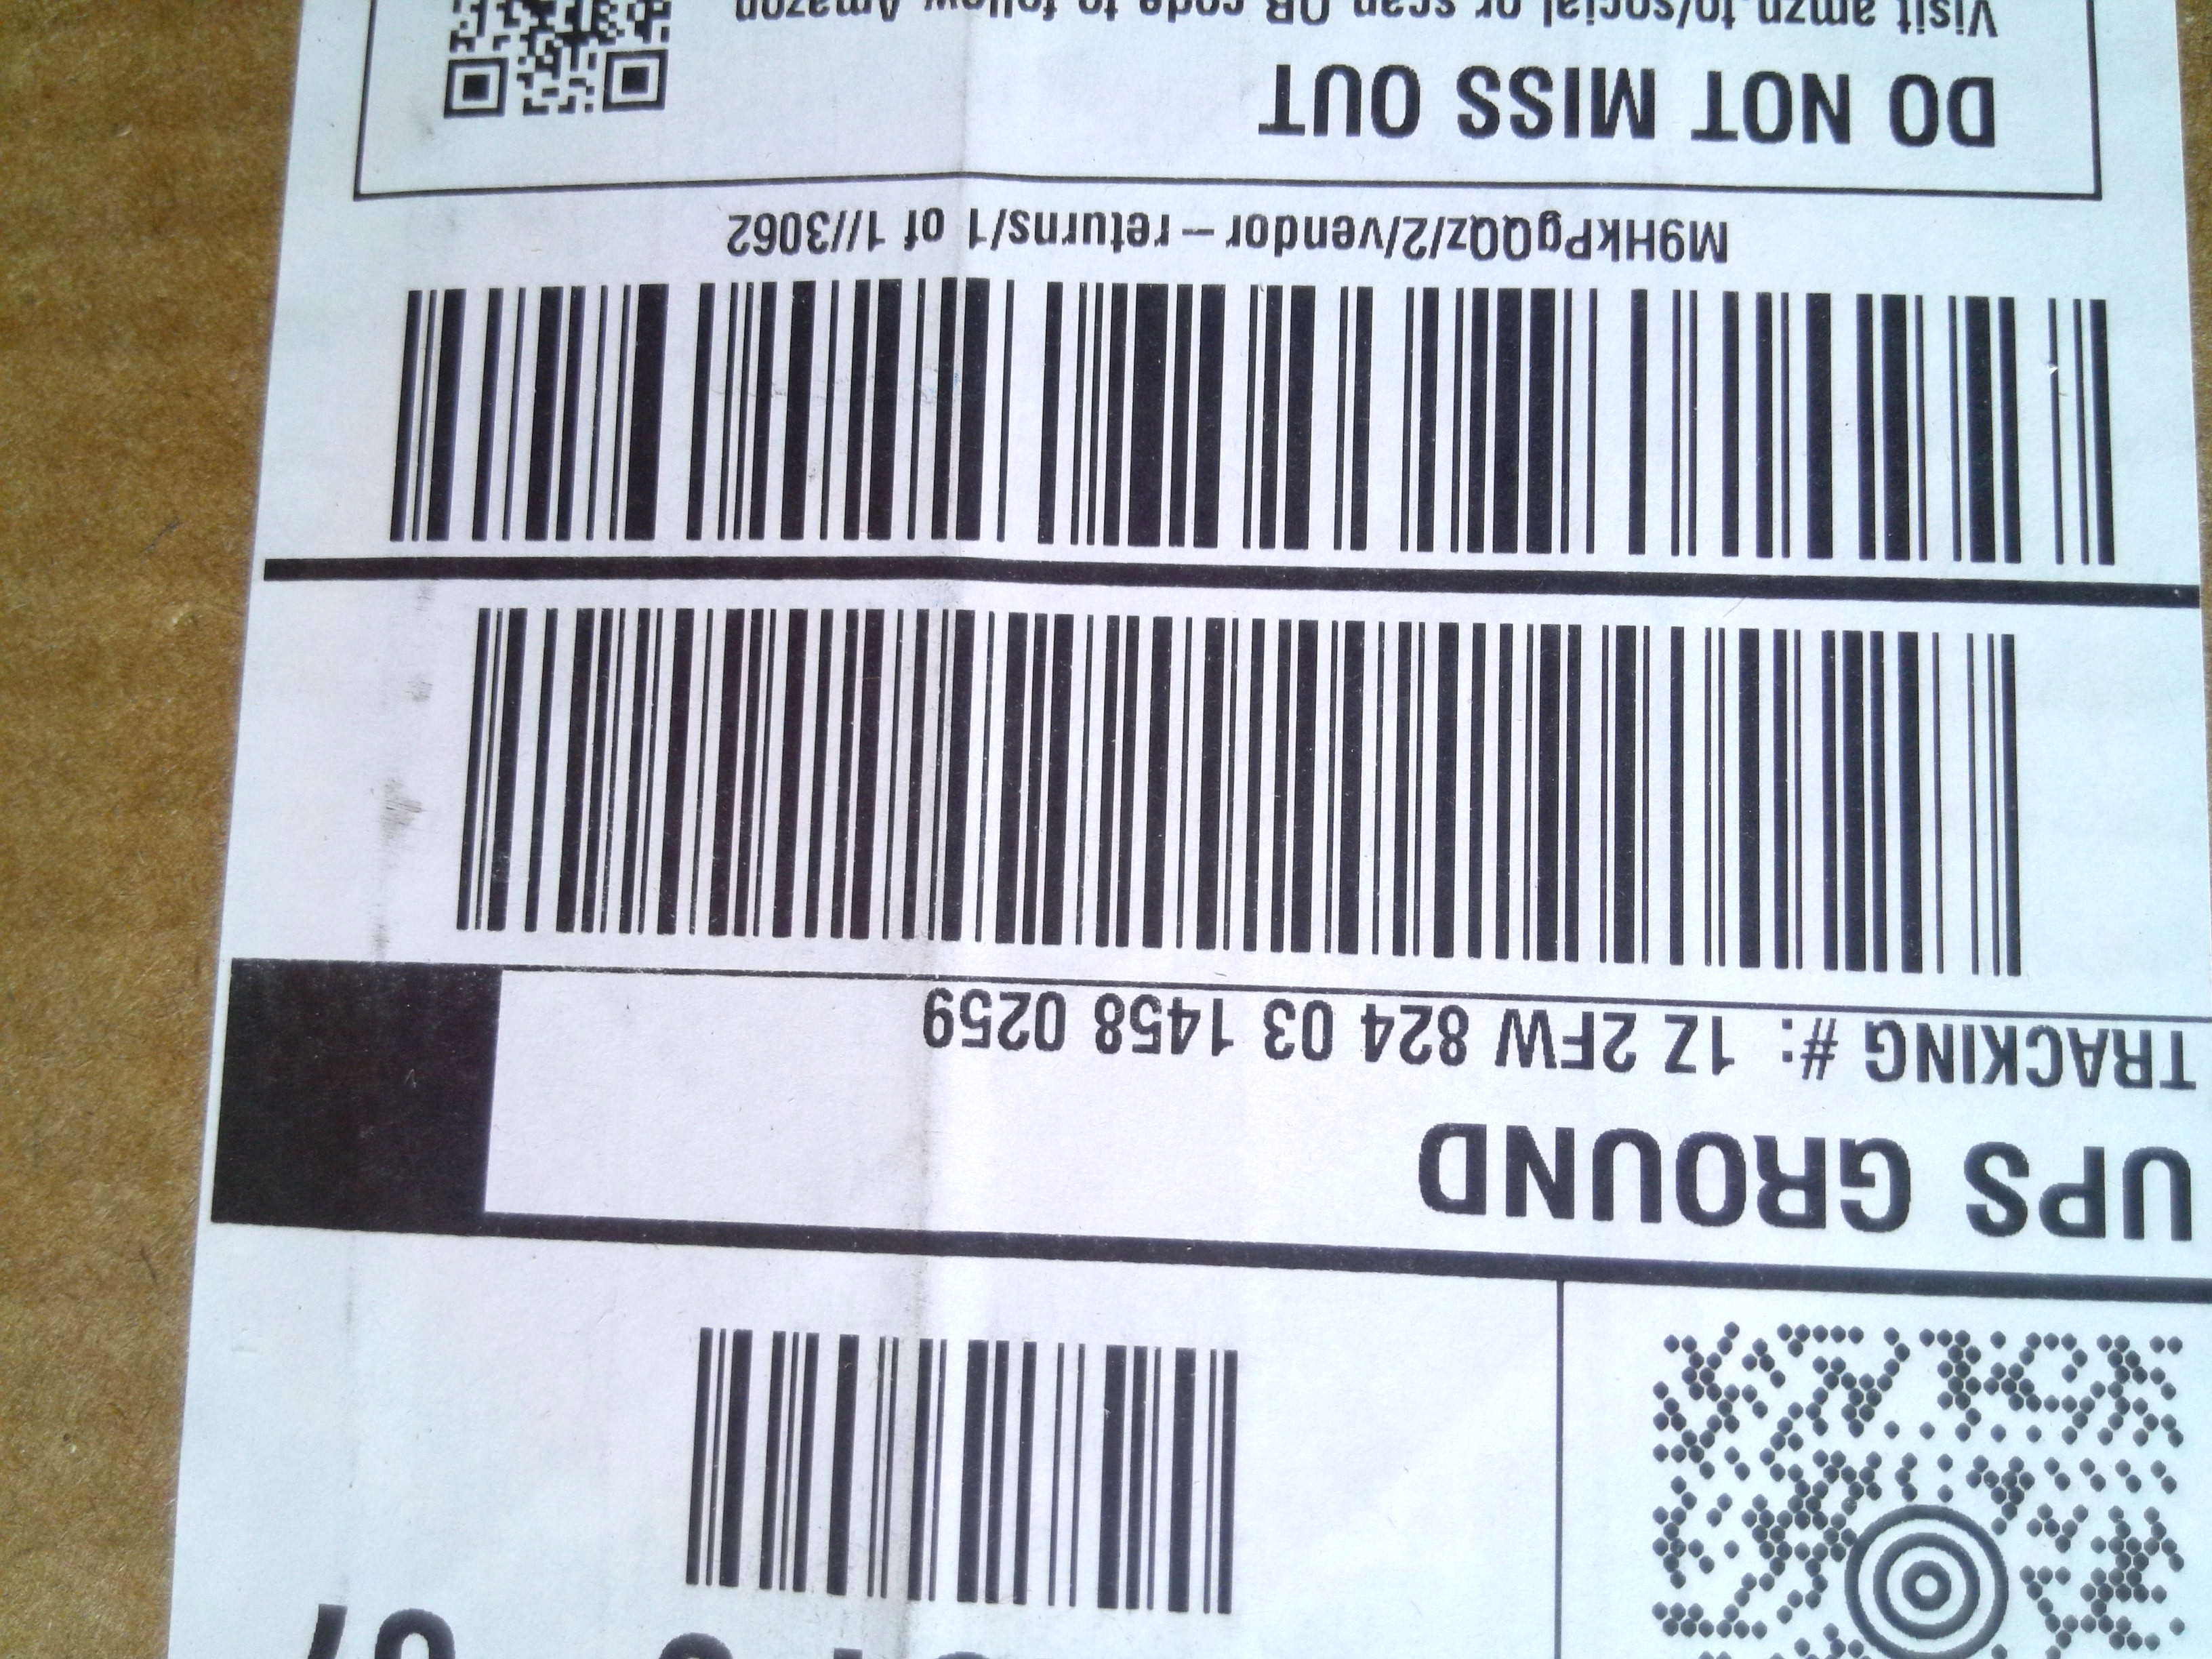 UPS GROUND
TRACKING #: 1Z 2FW 824 03 1458 0259
M9HkPgQQz/2/vendor-returns/1 of 1//3062
DO NOT MISS OUT
Visit amzn.to/social or scan QR code to follow Amazon